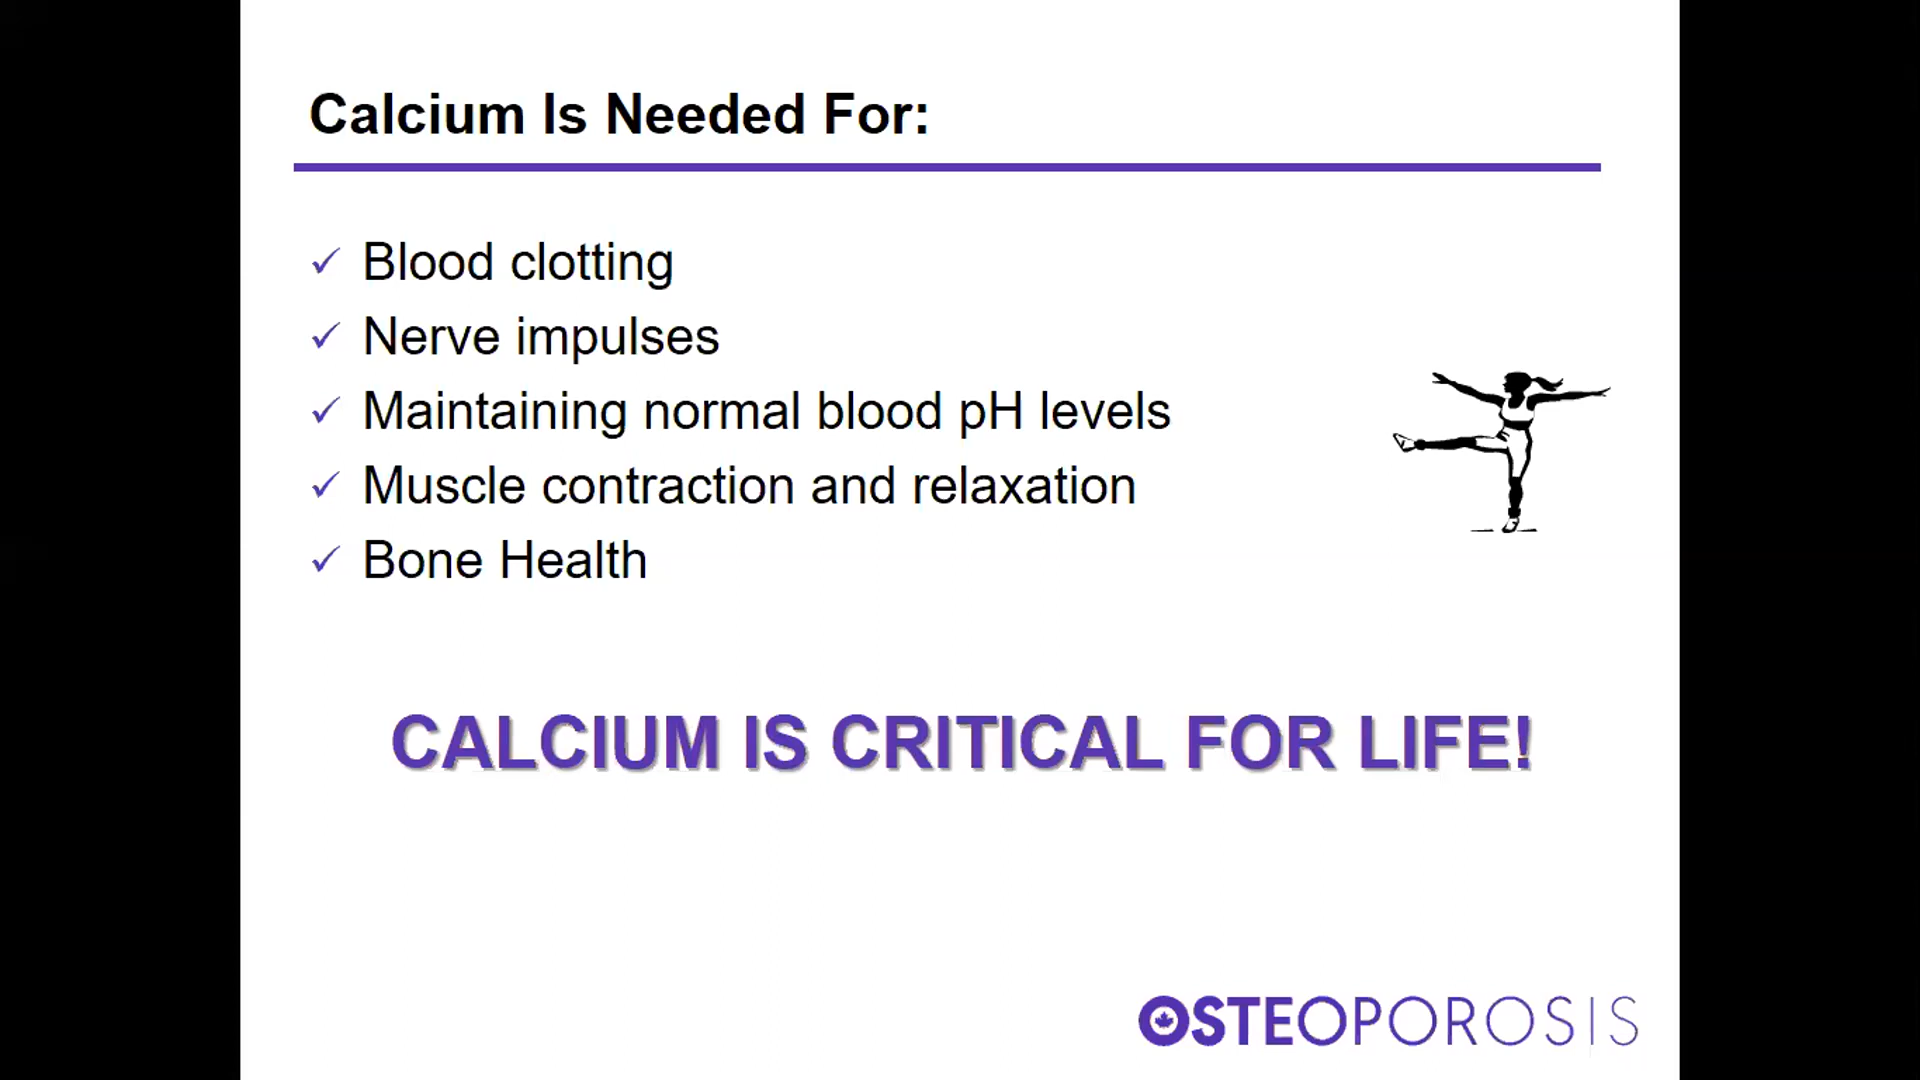 Calcium Is Needed For:
✓ Blood clotting
✓ Nerve impulses
✓ Maintaining normal blood pH levels
✓ Muscle contraction and relaxation
✓ Bone Health
CALCIUM IS CRITICAL FOR LIFE!
OSTEOPOROSIS